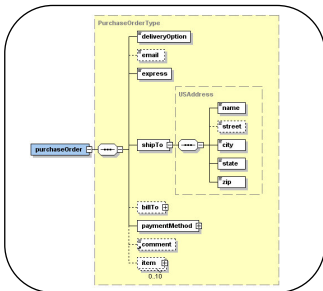 PurchaseOrderType
deliveryOption
email
express
USAddress
name
street
purchaseOrder
shipTo
city
state
zip
billTo
paymentMethod
comment
item
0..10